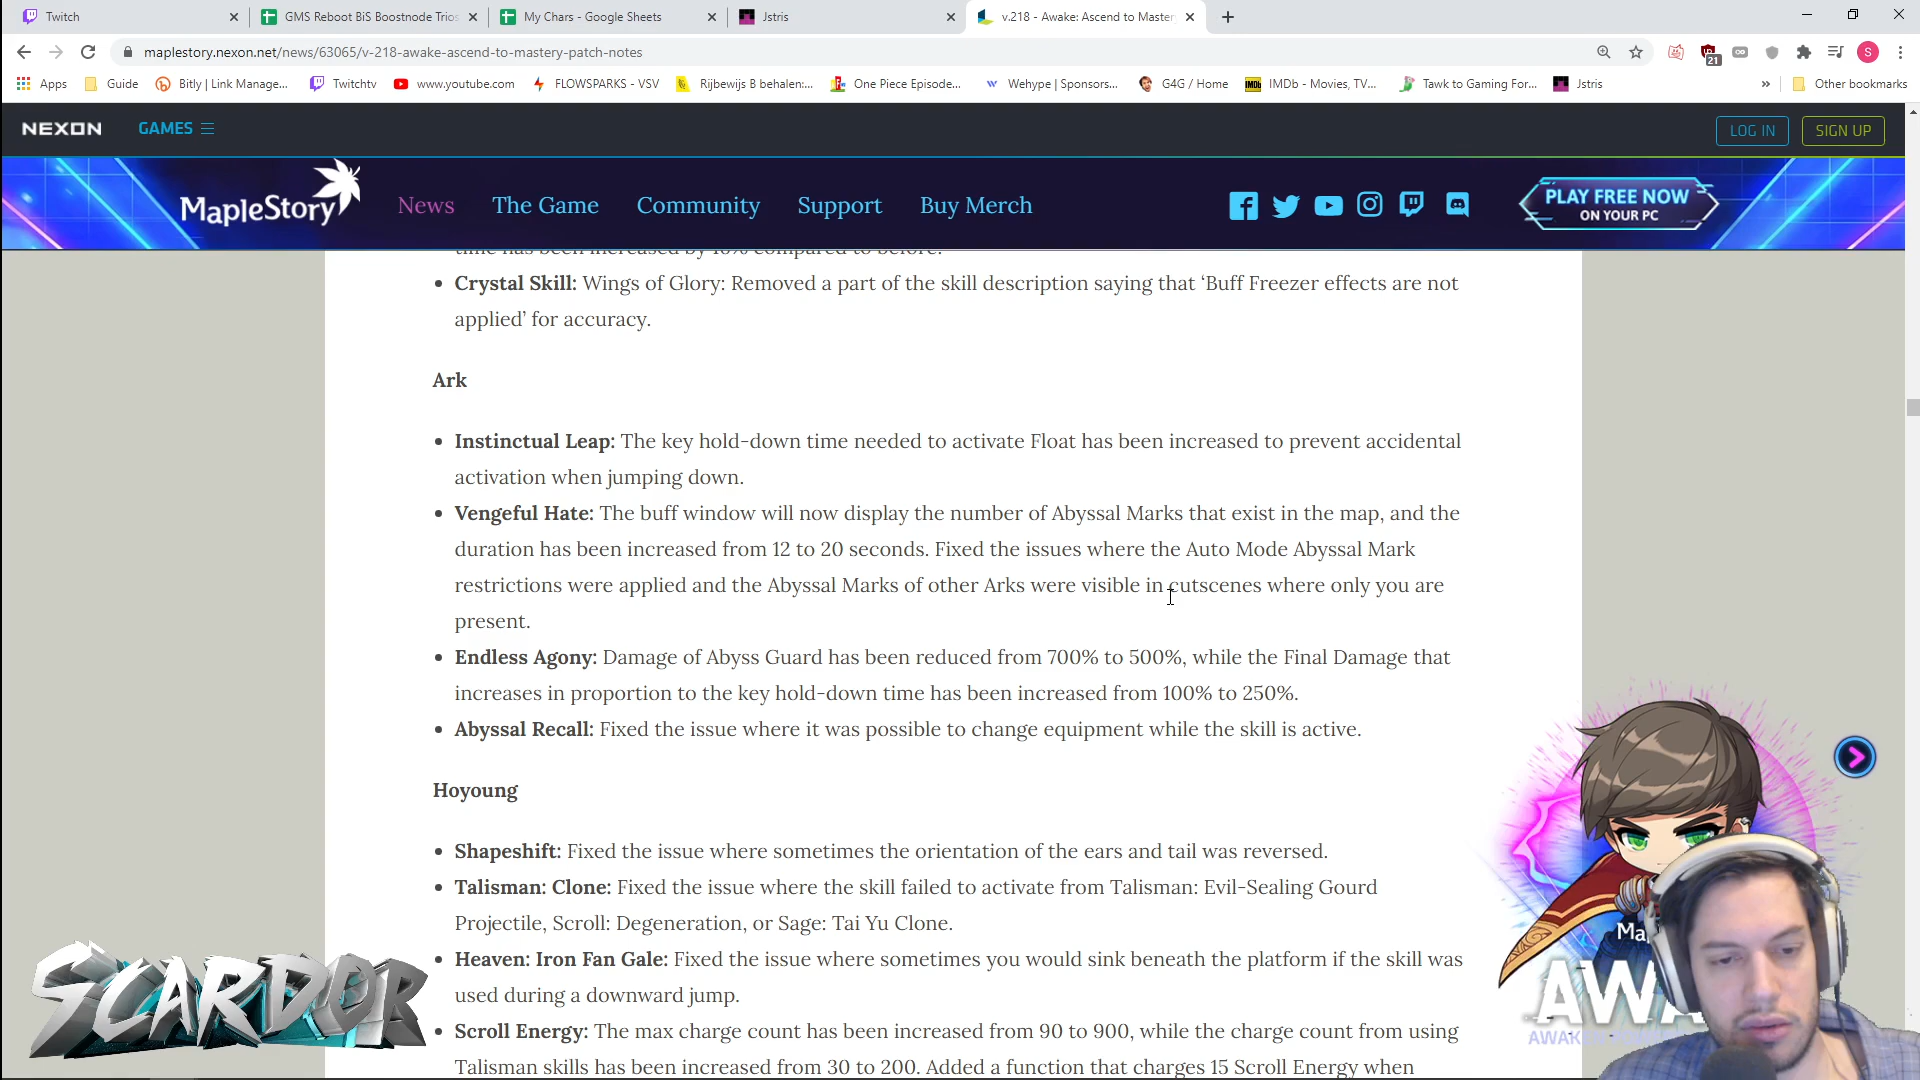 Twitch
GMS Reboot BiS Boostnode Trios
My Chars - Google Sheets
Jstris
v.218 - Awake: Ascend to Master
maplestory.nexon.net/news/63065/v-218-awake-ascend-to-mastery-patch-notes
21
S
Apps
Guide
Bitly | Link Manage...
Twitchtv
www.youtube.com
FLOWSPARKS - VSV
Rijbewijs B behalen:...
One Piece Episode...
Wehype | Sponsors...
G4G / Home
IMDb - Movies, TV...
Tawk to Gaming For...
Jstris
Other bookmarks
NEXON
GAMES
LOG IN
SIGN UP
MapleStory
News
The Game
Community
Support
Buy Merch
PLAY FREE NOW
ON YOUR PC
time has been increased by 10% compared to before.
Crystal Skill: Wings of Glory: Removed a part of the skill description saying that ‘Buff Freezer effects are not
applied’ for accuracy.
Ark
Instinctual Leap: The key hold-down time needed to activate Float has been increased to prevent accidental
activation when jumping down.
Vengeful Hate: The buff window will now display the number of Abyssal Marks that exist in the map, and the
duration has been increased from 12 to 20 seconds. Fixed the issues where the Auto Mode Abyssal Mark
restrictions were applied and the Abyssal Marks of other Arks were visible in cutscenes where only you are
present.
Endless Agony: Damage of Abyss Guard has been reduced from 700% to 500%, while the Final Damage that
increases in proportion to the key hold-down time has been increased from 100% to 250%.
Abyssal Recall: Fixed the issue where it was possible to change equipment while the skill is active.
Hoyoung
Shapeshift: Fixed the issue where sometimes the orientation of the ears and tail was reversed.
Talisman: Clone: Fixed the issue where the skill failed to activate from Talisman: Evil-Sealing Gourd
Projectile, Scroll: Degeneration, or Sage: Tai Yu Clone.
Heaven: Iron Fan Gale: Fixed the issue where sometimes you would sink beneath the platform if the skill was
used during a downward jump.
Scroll Energy: The max charge count has been increased from 90 to 900, while the charge count from using
Talisman skills has been increased from 30 to 200. Added a function that charges 15 Scroll Energy when
SCARDOR
Ma
AW